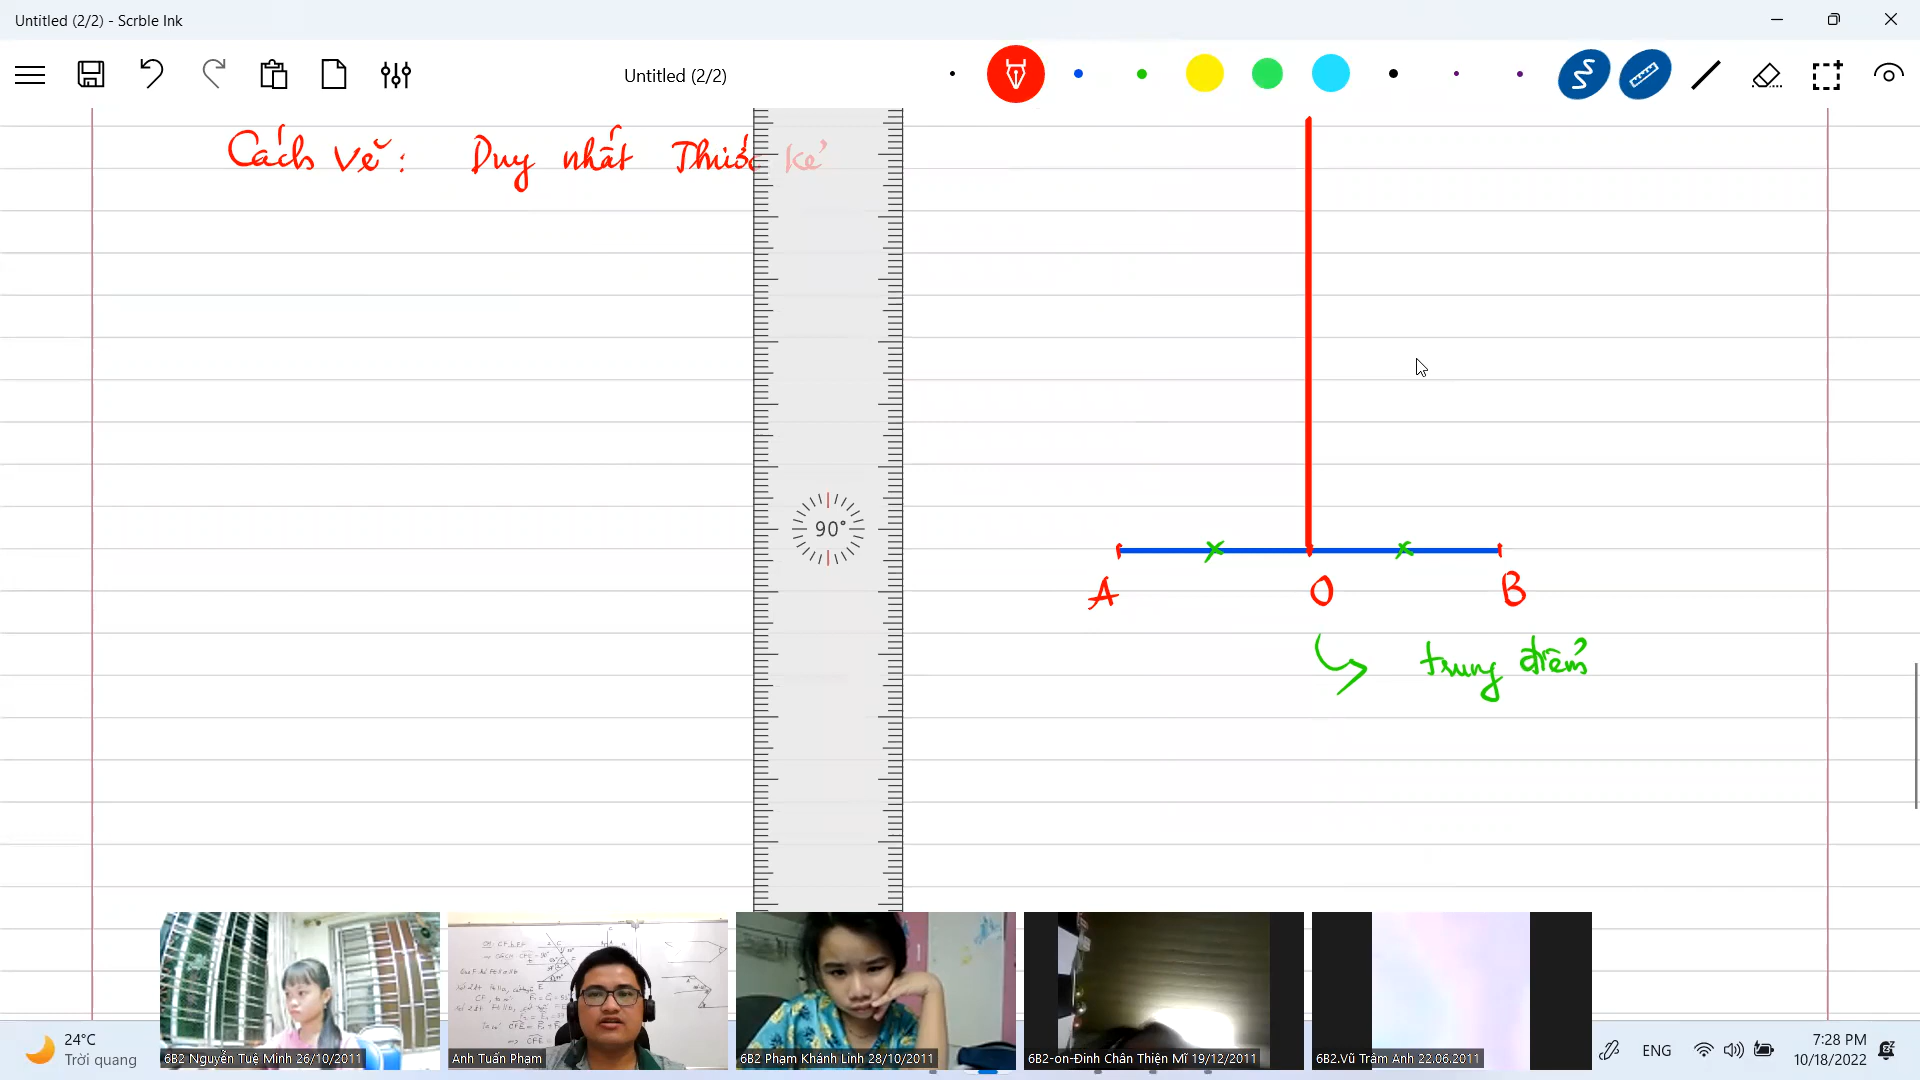 Untitled (2/2) - Scrble Ink
Untitled (2/2)
Cách vẽ: Duy nhất Thước kẻ
90°
A O B
trung điểm
6B2 Nguyễn Tuệ Minh 26/10/2011
Anh Tuấn Phạm
6B2 Phạm Khánh Linh 28/10/2011
6B2-on-Đinh Chân Thiện Mĩ 19/12/2011
6B2.Vũ Trâm Anh 22.06.2011
24°C
Trời quang
ENG
7:28 PM
10/18/2022